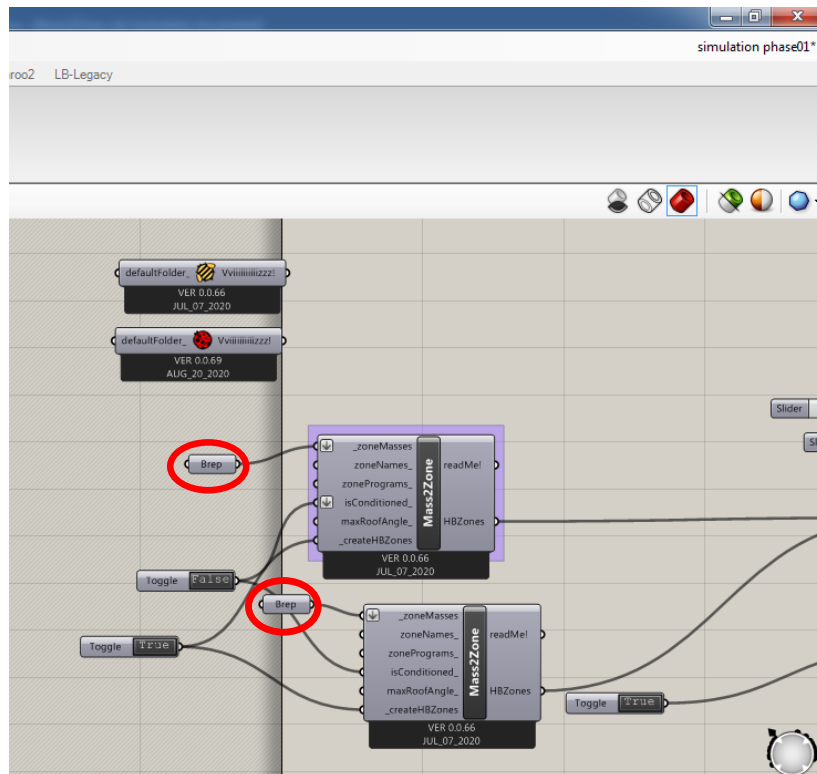 simulation phase01*
roo2 LB-Legacy
defaultFolder_ Vviiiiiiiizzz!
VER 0.0.66
JUL_07_2020
defaultFolder_ Vviiiiiiiizzz!
VER 0.0.69
AUG_20_2020
Slider
Brep
_zoneMasses
zoneNames_
zonePrograms_
isConditioned_
maxRoofAngle_
_createHBZones
Mass2Zone
readMe!
HBZones
VER 0.0.66
JUL_07_2020
Toggle False
Brep
Toggle True
_zoneMasses
zoneNames_
zonePrograms_
isConditioned_
maxRoofAngle_
_createHBZones
Mass2Zone
readMe!
HBZones
VER 0.0.66
JUL_07_2020
Toggle True